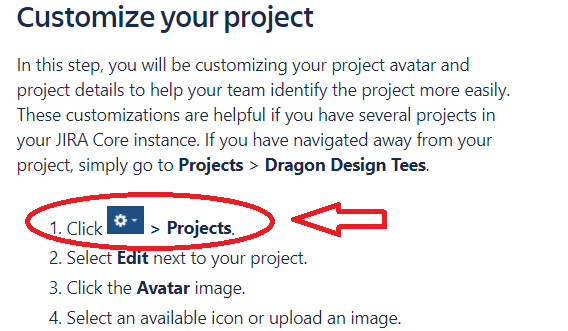 Customize your project
In this step, you will be customizing your project avatar and
project details to help your team identify the project more easily.
These customizations are helpful if you have several projects in
your JIRA Core instance. If you have navigated away from your
project, simply go to Projects > Dragon Design Tees.
1. Click > Projects.
2. Select Edit next to your project.
3. Click the Avatar image.
4. Select an available icon or upload an image.